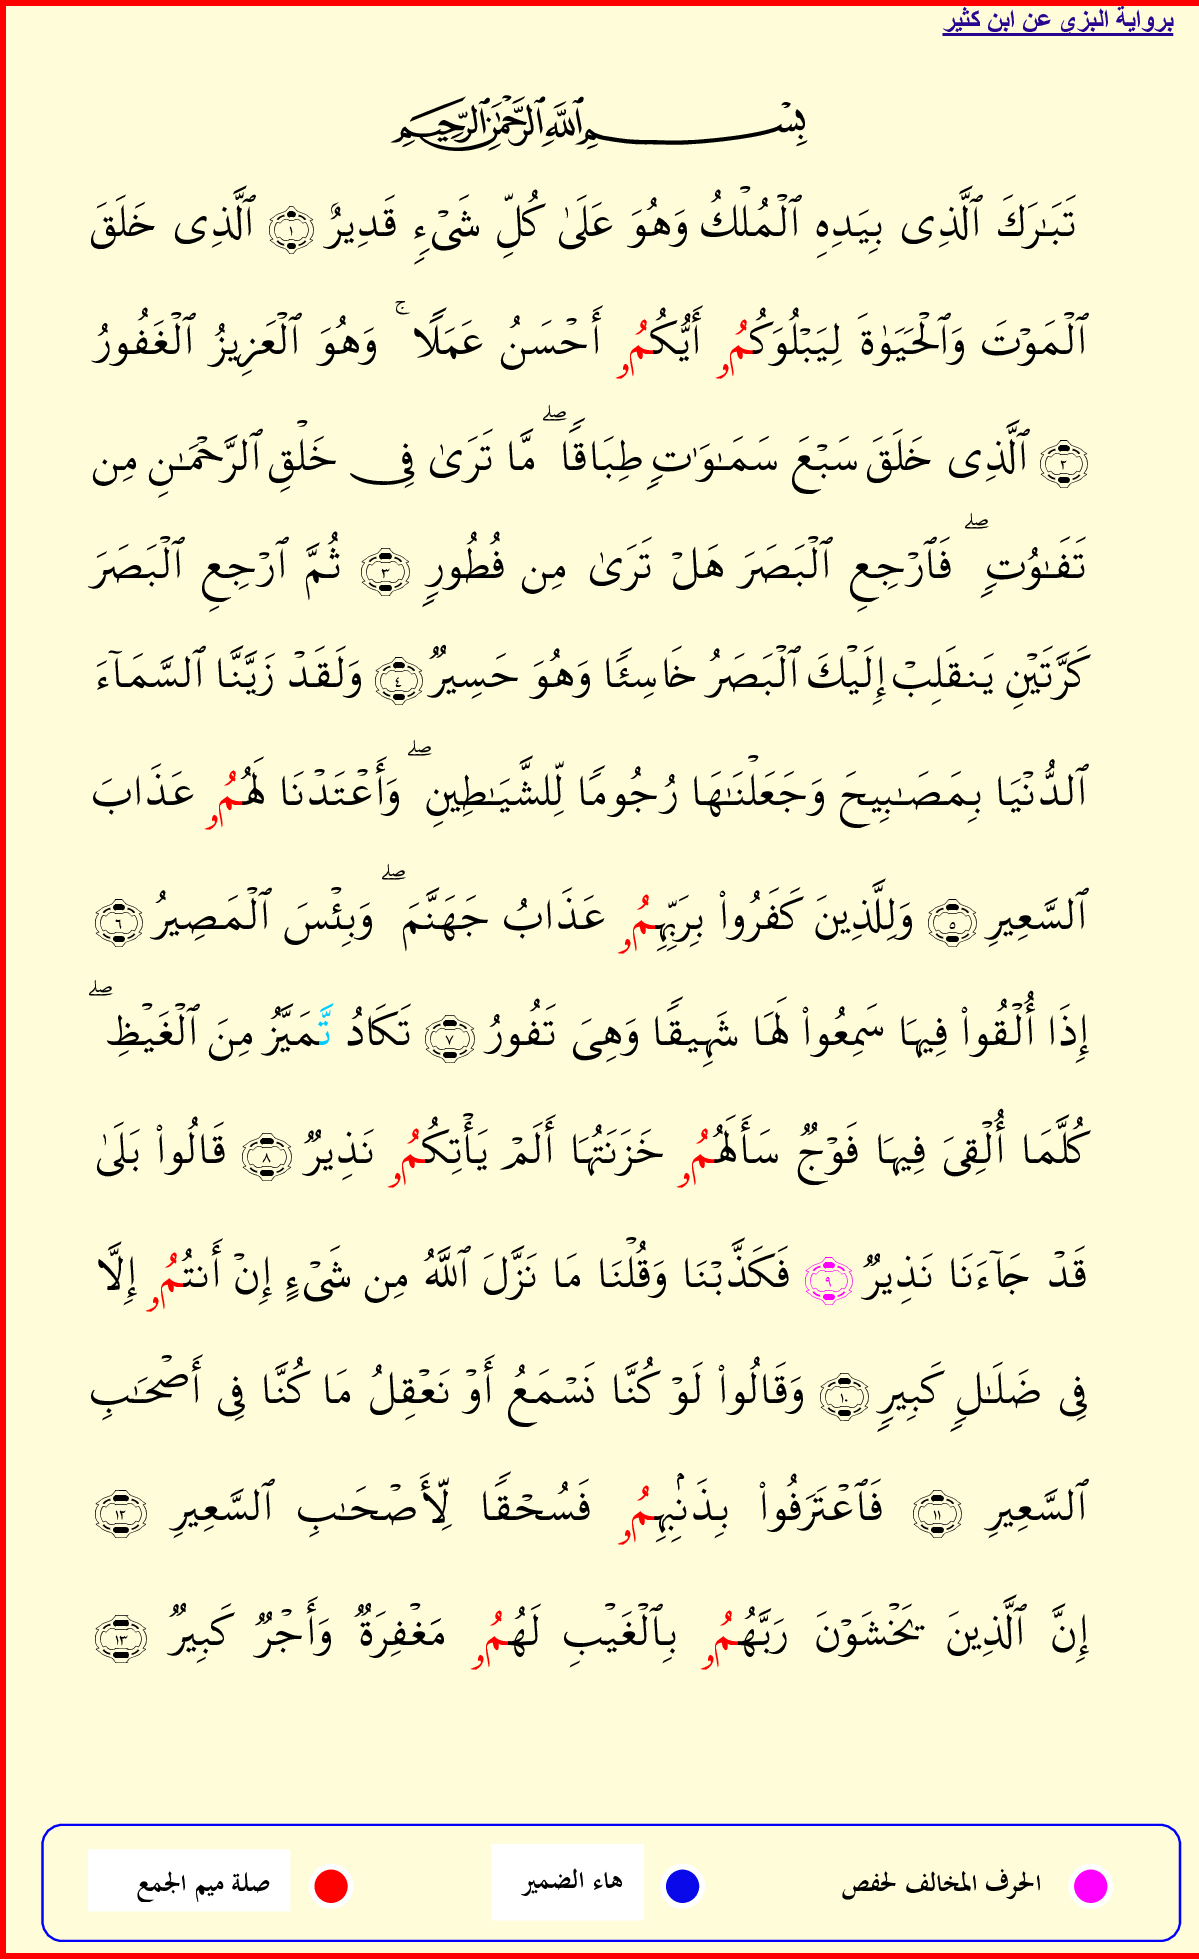 برواية البزى عن ابن كثير
بِسْمِ ٱللَّهِ ٱلرَّحْمَٰنِ ٱلرَّحِيمِ
تَبَٰرَكَ ٱلَّذِى بِيَدِهِ ٱلْمُلْكُ وَهُوَ عَلَىٰ كُلِّ شَىْءٍ قَدِيرٌ ١ ٱلَّذِى خَلَقَ
ٱلْمَوْتَ وَٱلْحَيَوٰةَ لِيَبْلُوَكُمُۥ أَيُّكُمُۥ أَحْسَنُ عَمَلًا ۚ وَهُوَ ٱلْعَزِيزُ ٱلْغَفُورُ
٢ ٱلَّذِى خَلَقَ سَبْعَ سَمَٰوَٰتٍ طِبَاقًا ۖ مَّا تَرَىٰ فِى خَلْقِ ٱلرَّحْمَٰنِ مِن
تَفَٰوُتٍ ۖ فَٱرْجِعِ ٱلْبَصَرَ هَلْ تَرَىٰ مِن فُطُورٍ ٣ ثُمَّ ٱرْجِعِ ٱلْبَصَرَ
كَرَّتَيْنِ يَنقَلِبْ إِلَيْكَ ٱلْبَصَرُ خَاسِئًا وَهُوَ حَسِيرٌ ٤ وَلَقَدْ زَيَّنَّا ٱلسَّمَآءَ
ٱلدُّنْيَا بِمَصَٰبِيحَ وَجَعَلْنَٰهَا رُجُومًا لِّلشَّيَٰطِينِ ۖ وَأَعْتَدْنَا لَهُمُۥ عَذَابَ
ٱلسَّعِيرِ ٥ وَلِلَّذِينَ كَفَرُوا۟ بِرَبِّهِمُۥ عَذَابُ جَهَنَّمَ ۖ وَبِئْسَ ٱلْمَصِيرُ ٦
إِذَا أُلْقُوا۟ فِيهَا سَمِعُوا۟ لَهَا شَهِيقًا وَهِىَ تَفُورُ ٧ تَكَادُ تَّمَيَّزُ مِنَ ٱلْغَيْظِ ۖ
كُلَّمَا أُلْقِىَ فِيهَا فَوْجٌ سَأَلَهُمُۥ خَزَنَتُهَا أَلَمْ يَأْتِكُمُۥ نَذِيرٌ ٨ قَالُوا۟ بَلَىٰ
قَدْ جَآءَنَا نَذِيرٌ ٩ فَكَذَّبْنَا وَقُلْنَا مَا نَزَّلَ ٱللَّهُ مِن شَىْءٍ إِنْ أَنتُمُۥ إِلَّا
فِى ضَلَٰلٍ كَبِيرٍ ١٠ وَقَالُوا۟ لَوْ كُنَّا نَسْمَعُ أَوْ نَعْقِلُ مَا كُنَّا فِى أَصْحَٰبِ
ٱلسَّعِيرِ ١١ فَٱعْتَرَفُوا۟ بِذَنۢبِهِمُۥ فَسُحْقًا لِّأَصْحَٰبِ ٱلسَّعِيرِ ١٢
إِنَّ ٱلَّذِينَ يَخْشَوْنَ رَبَّهُمُۥ بِٱلْغَيْبِ لَهُمُۥ مَغْفِرَةٌ وَأَجْرٌ كَبِيرٌ ١٣
الحرف المخالف لحفص
هاء الضمير
صلة ميم الجمع